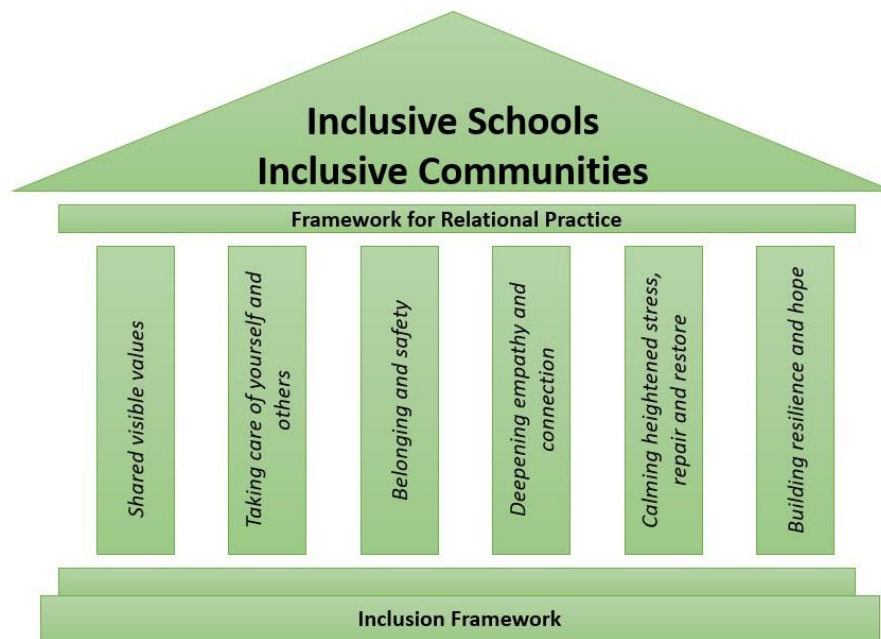 Inclusive Schools
Inclusive Communities
Framework for Relational Practice
Shared visible values
Taking care of yourself and
others
Belonging and safety
Deepening empathy and
connection
Calming heightened stress,
repair and restore
Building resilience and hope
Inclusion Framework